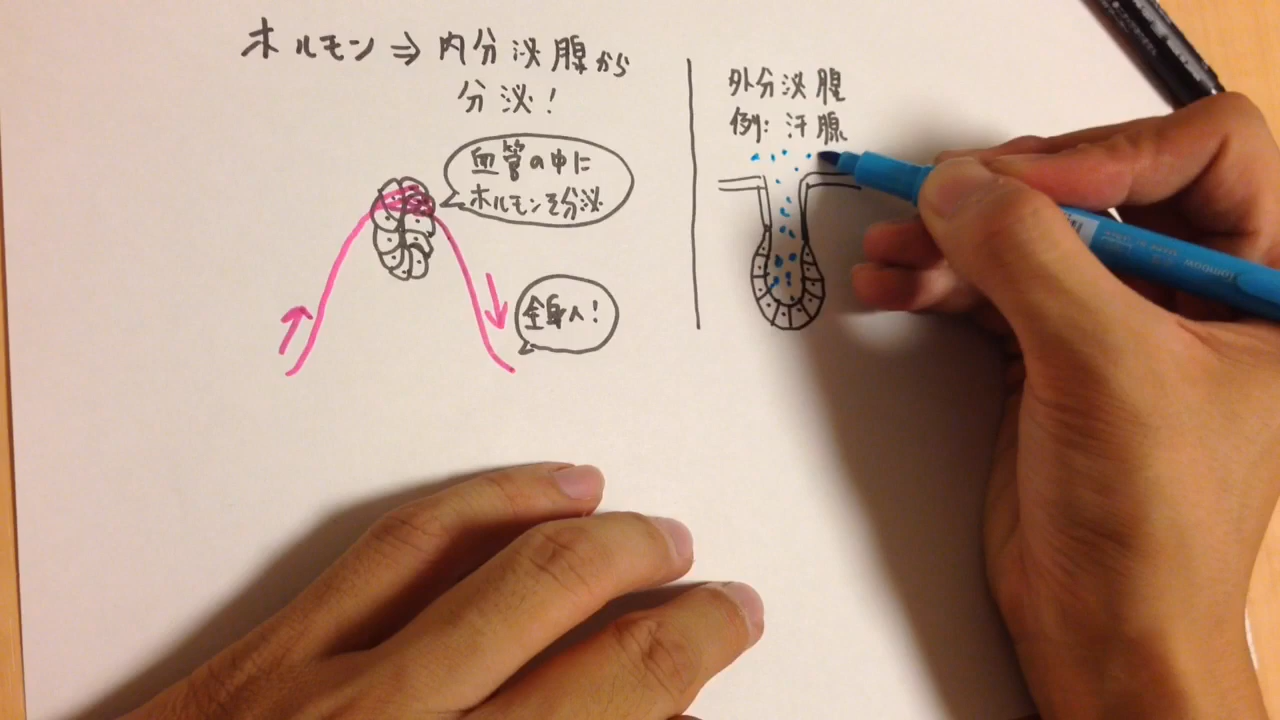 ホルモン⇒内分泌腺から
分泌!
血管の中に
ホルモンを分泌
全身へ!
外分泌腺
例:汗腺
Tombow